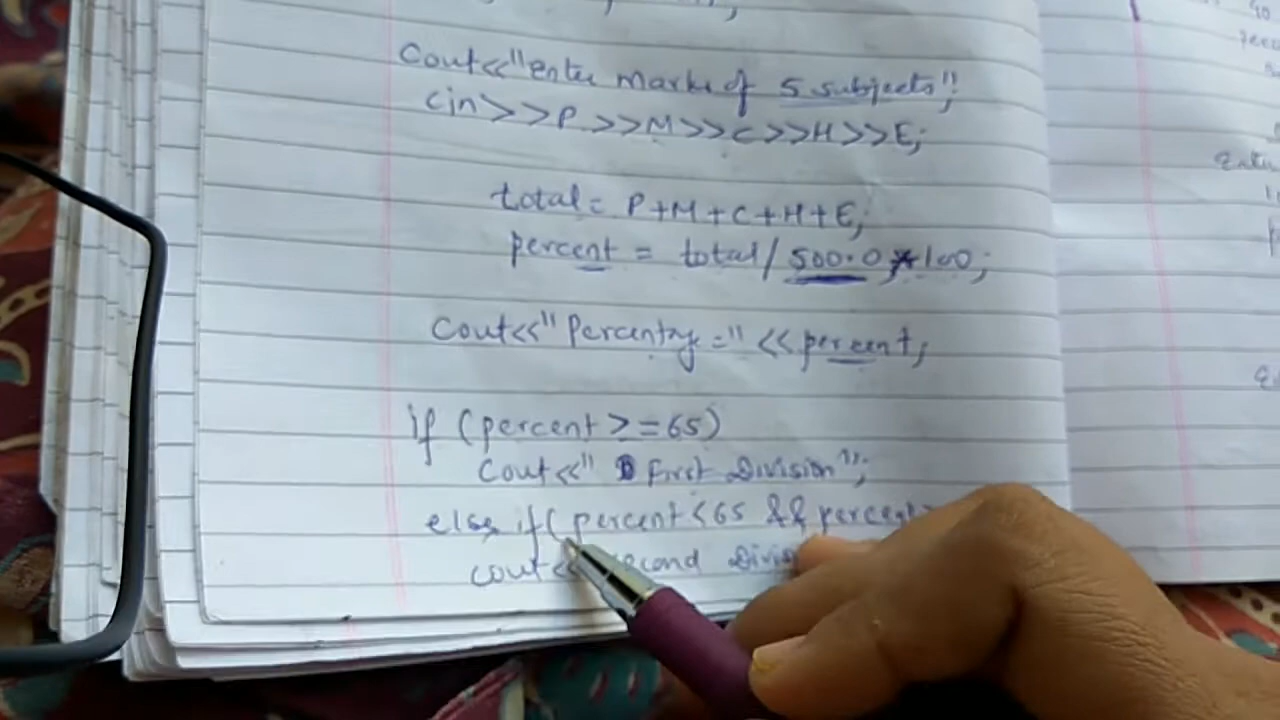 Cout<<"enter marks of 5 subjects";
cin>>P>>M>>C>>H>>E;
total= P+M+C+H+E;
percent = total/500.0*100;
Cout<<"Percentage="<<percent;
if (percent >=65)
Cout<<" First Division";
else if( percent<65 && percent>
cout<< econd Divis